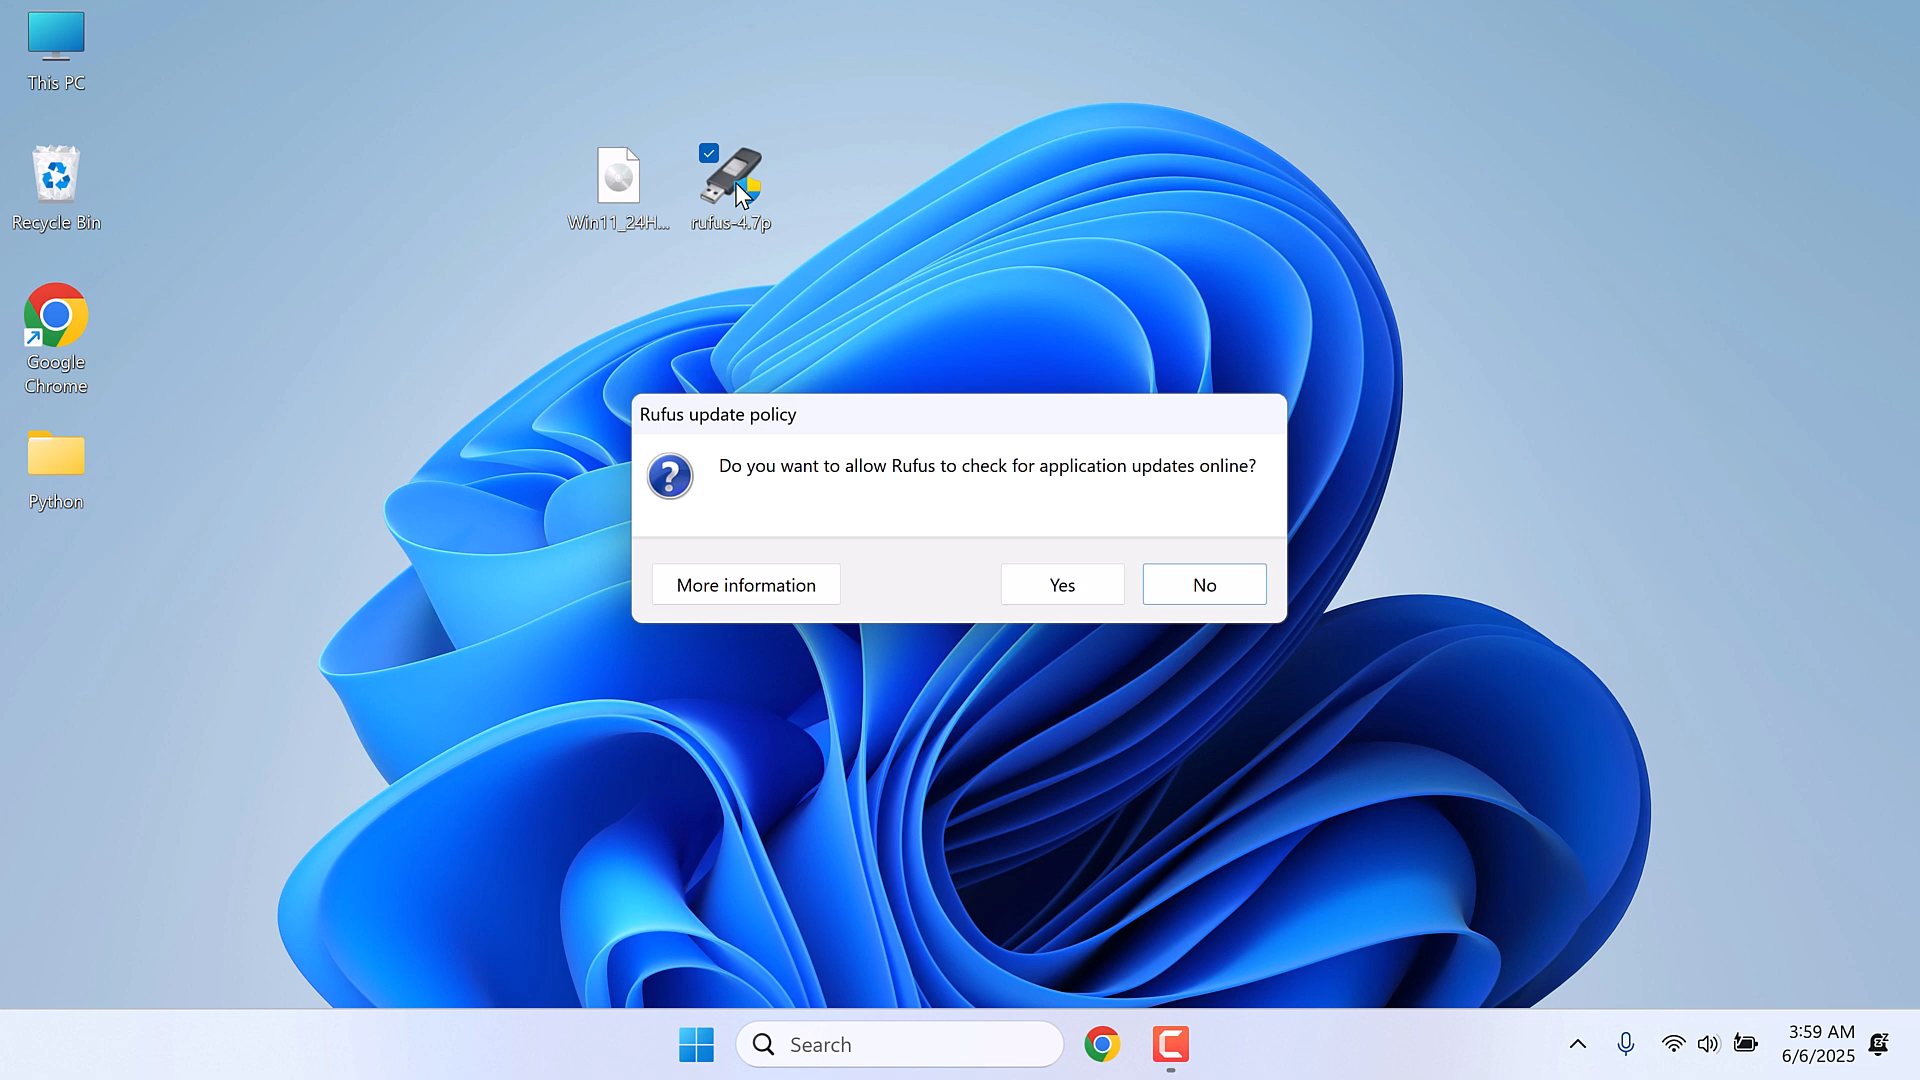 This PC
Recycle Bin
Google
Chrome
Python
Win11_24H...
rufus-4.7p
Rufus update policy
Do you want to allow Rufus to check for application updates online?
More information
Yes
No
Search
3:59 AM
6/6/2025